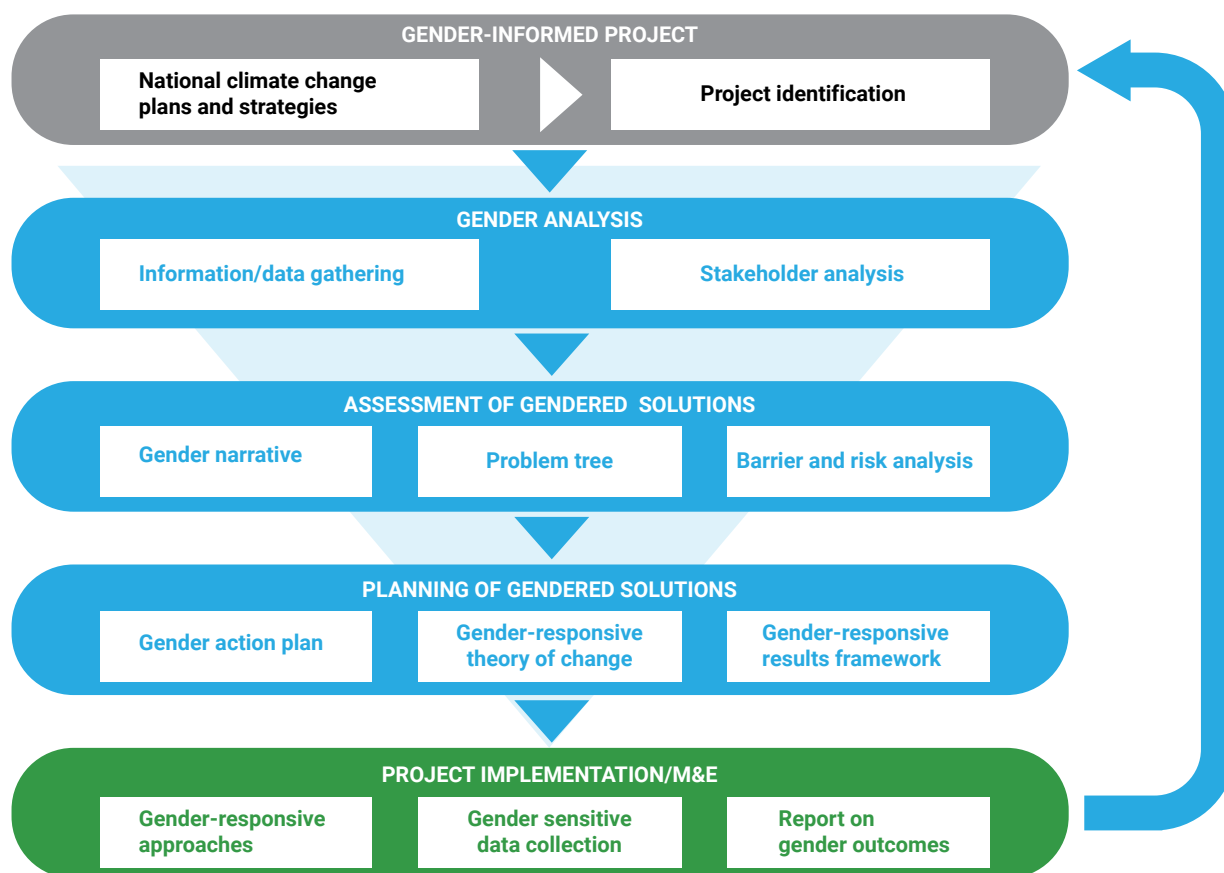 GENDER-INFORMED PROJECT
National climate change
plans and strategies
Project identification
GENDER ANALYSIS
Information/data gathering
Stakeholder analysis
ASSESSMENT OF GENDERED SOLUTIONS
Gender narrative
Problem tree
Barrier and risk analysis
PLANNING OF GENDERED SOLUTIONS
Gender action plan
Gender-responsive
theory of change
Gender-responsive
results framework
PROJECT IMPLEMENTATION/M&E
Gender-responsive
approaches
Gender sensitive
data collection
Report on
gender outcomes